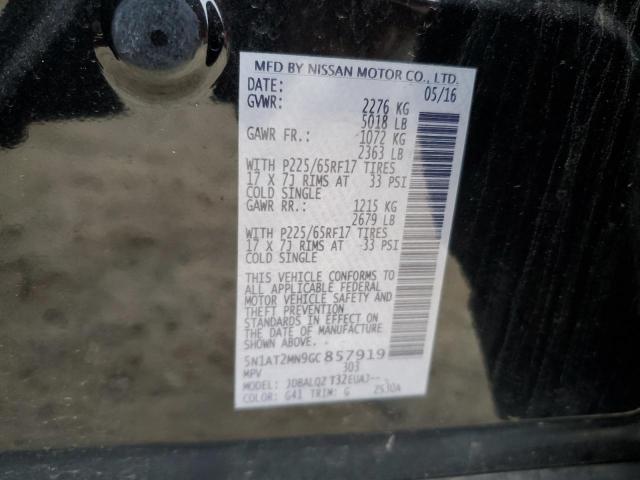 MFD BY NISSAN MOTOR CO., LTD.
DATE: 05/16
GVWR: 2276 KG
5018 LB
GAWR FR.: 1072 KG
2363 LB
WITH P225/65RF17 TIRES
17 X 7J RIMS AT 33 PSI
COLD SINGLE
GAWR RR.: 1215 KG
2679 LB
WITH P225/65RF17 TIRES
17 X 7J RIMS AT 33 PSI
COLD SINGLE
THIS VEHICLE CONFORMS TO
ALL APPLICABLE FEDERAL
MOTOR VEHICLE SAFETY AND
THEFT PREVENTION
STANDARDS IN EFFECT ON
THE DATE OF MANUFACTURE
SHOWN ABOVE.
5N1AT2MN9GC 857919
MPV 303
MODEL: JDBALQZ T32EUAJ--
COLOR: G41 TRIM: G 2530A